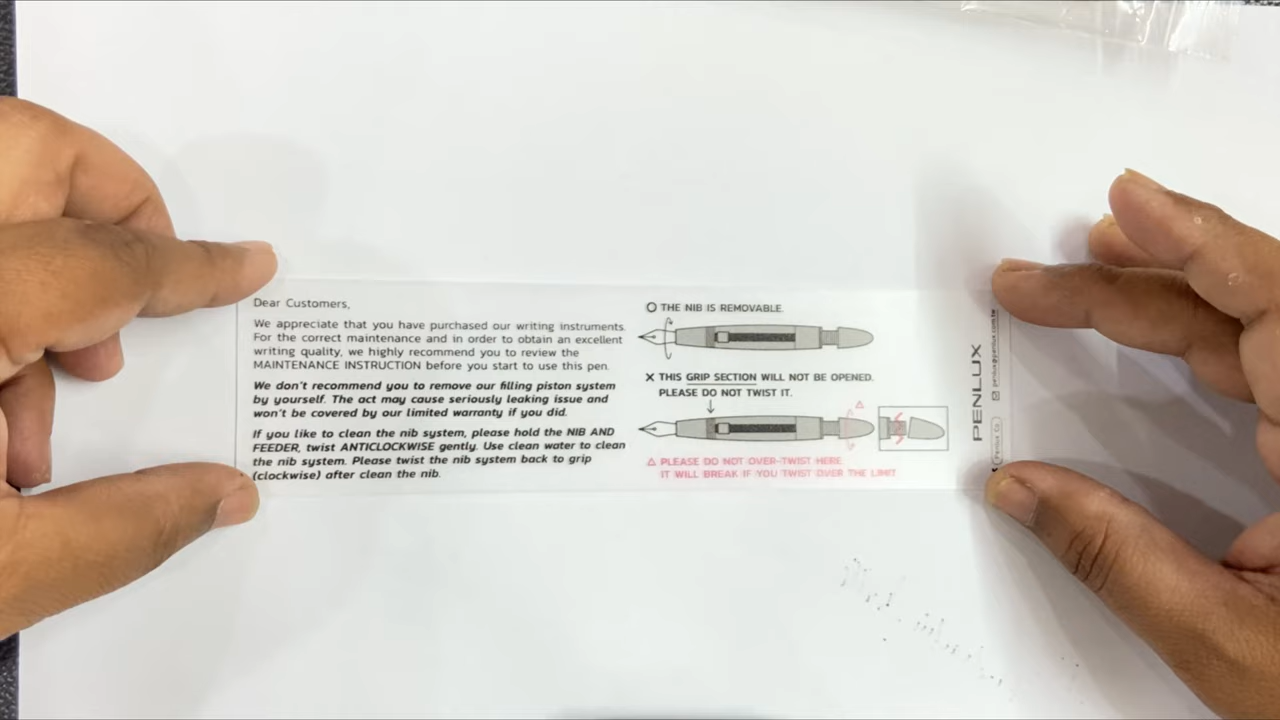 Dear Customers,
We appreciate that you have purchased our writing instruments.
For the correct maintenance and in order to obtain an excellent
writing quality, we highly recommend you to review the
MAINTENANCE INSTRUCTION before you start to use this pen.
We don't recommend you to remove our filling piston system
by yourself. The act may cause seriously leaking issue and
won't be covered by our limited warranty if you did.
If you like to clean the nib system, please hold the NIB AND
FEEDER, twist ANTICLOCKWISE gently. Use clean water to clean
the nib system. Please twist the nib system back to grip
(clockwise) after clean the nib.
O THE NIB IS REMOVABLE.
X THIS GRIP SECTION WILL NOT BE OPENED.
PLEASE DO NOT TWIST IT.
△
△ PLEASE DO NOT OVER-TWIST HERE
IT WILL BREAK IF YOU TWIST OVER THE LIMIT
PENLUX
Penlux Co
penlux@penlux.com.tw